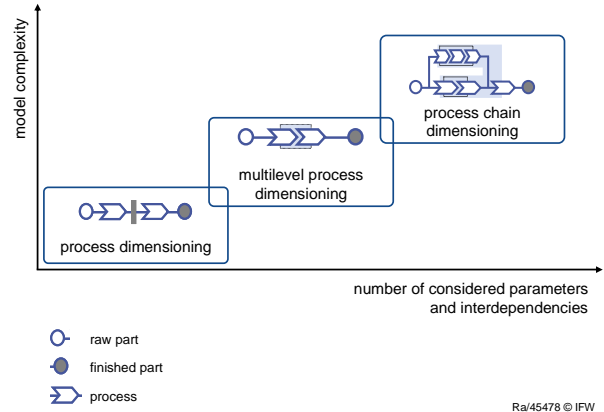 model complexity
process chain
dimensioning
multilevel process
dimensioning
process dimensioning
number of considered parameters
and interdependencies
raw part
finished part
process
Ra/45478 © IFW